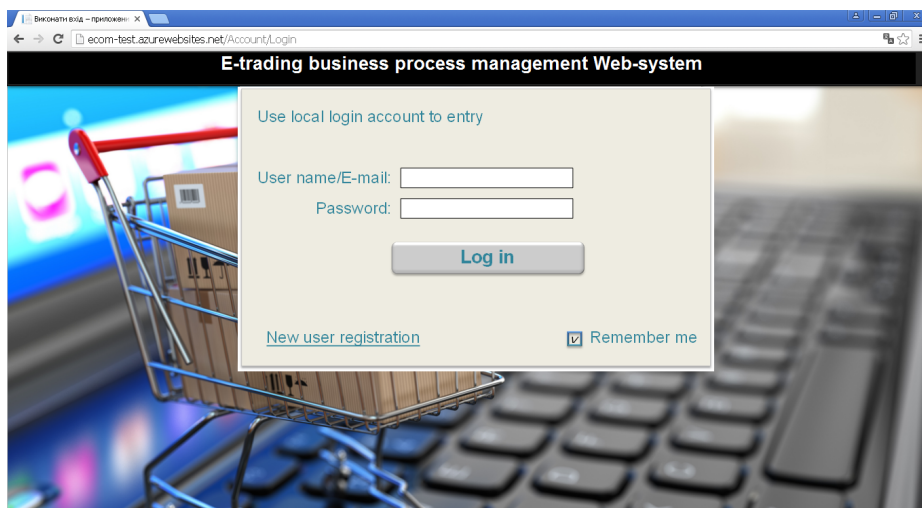 Виконати вхід – приложени
ecom-test.azurewebsites.net/Account/Login
E-trading business process management Web-system
Use local login account to entry
User name/E-mail:
Password:
Log in
New user registration
Remember me